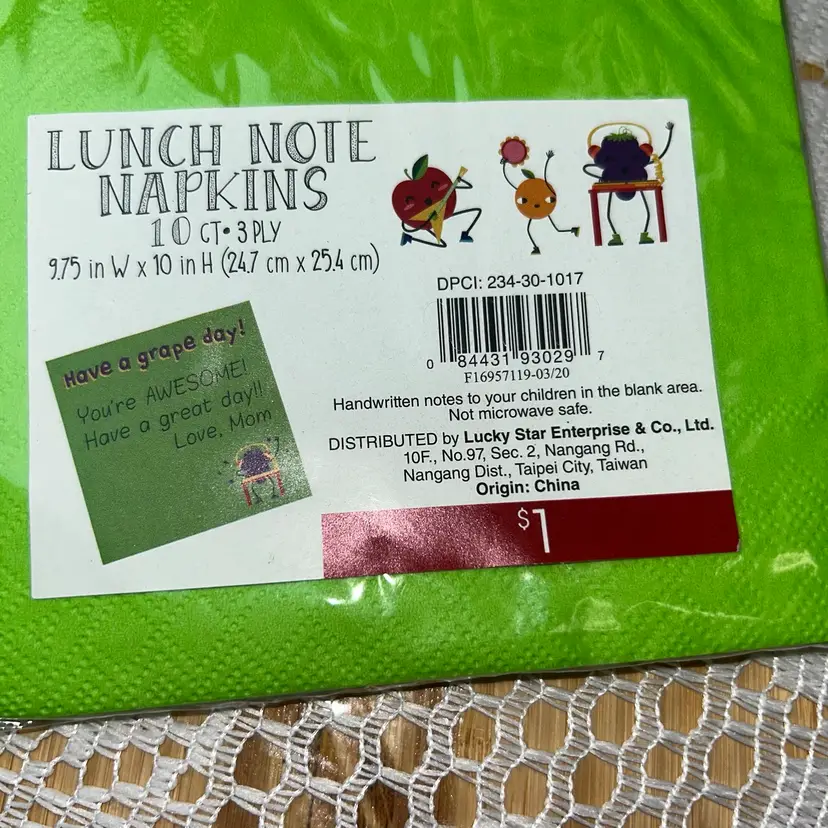 LUNCH NOTE
NAPKINS
10 CT• 3 PLY
9.75 in W x 10 in H (24.7 cm x 25.4 cm)
Have a grape day!
You're AWESOME!
Have a great day!!
Love, Mom
DPCI: 234-30-1017
0 84431 93029 7
F16957119-03/20
Handwritten notes to your children in the blank area.
Not microwave safe.
DISTRIBUTED by Lucky Star Enterprise & Co., Ltd.
10F., No.97, Sec. 2, Nangang Rd.,
Nangang Dist., Taipei City, Taiwan
Origin: China
$1